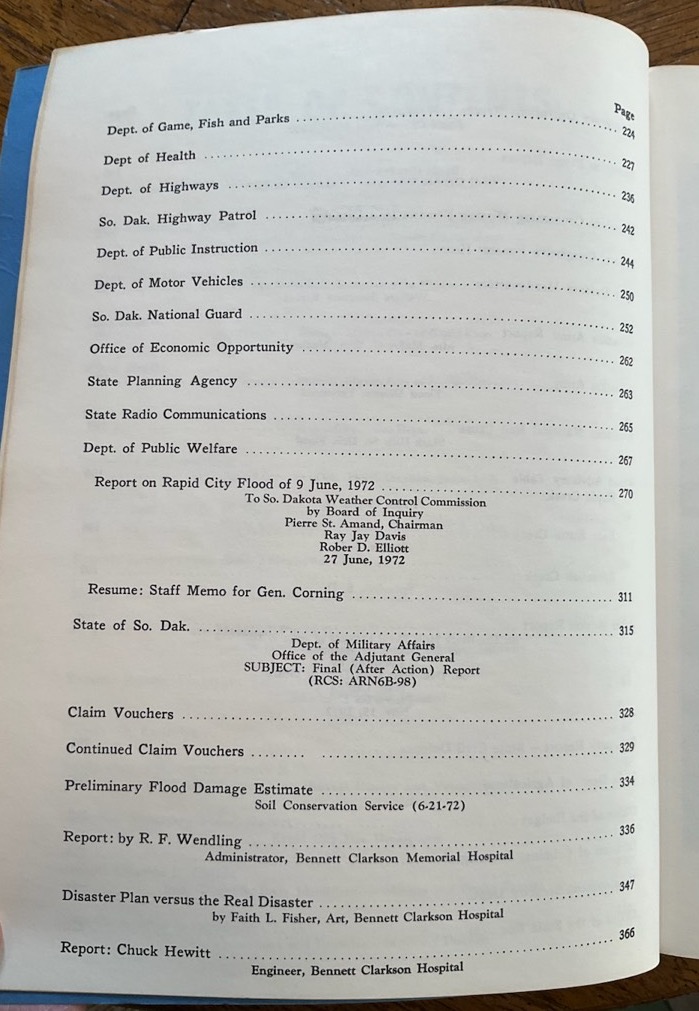 Page
Dept. of Game, Fish and Parks ........................................ 224
Dept of Health ........................................ 227
Dept. of Highways ........................................ 236
So. Dak. Highway Patrol ........................................ 242
Dept. of Public Instruction ........................................ 244
Dept. of Motor Vehicles ........................................ 250
So. Dak. National Guard ........................................ 252
Office of Economic Opportunity ........................................ 262
State Planning Agency ........................................ 263
State Radio Communications ........................................ 265
Dept. of Public Welfare ........................................ 267
Report on Rapid City Flood of 9 June, 1972 ........................................ 270
To So. Dakota Weather Control Commission
by Board of Inquiry
Pierre St. Amand, Chairman
Ray Jay Davis
Rober D. Elliott
27 June, 1972
Resume: Staff Memo for Gen. Corning ........................................ 311
State of So. Dak. ........................................ 315
Dept. of Military Affairs
Office of the Adjutant General
SUBJECT: Final (After Action) Report
(RCS: ARN6B-98)
Claim Vouchers ........................................ 328
Continued Claim Vouchers ........ ........................................ 329
Preliminary Flood Damage Estimate ........................................ 334
Soil Conservation Service (6-21-72)
Report: by R. F. Wendling ........................................ 336
Administrator, Bennett Clarkson Memorial Hospital
Disaster Plan versus the Real Disaster ........................................ 347
by Faith L. Fisher, Art, Bennett Clarkson Hospital
Report: Chuck Hewitt ........................................ 366
Engineer, Bennett Clarkson Hospital